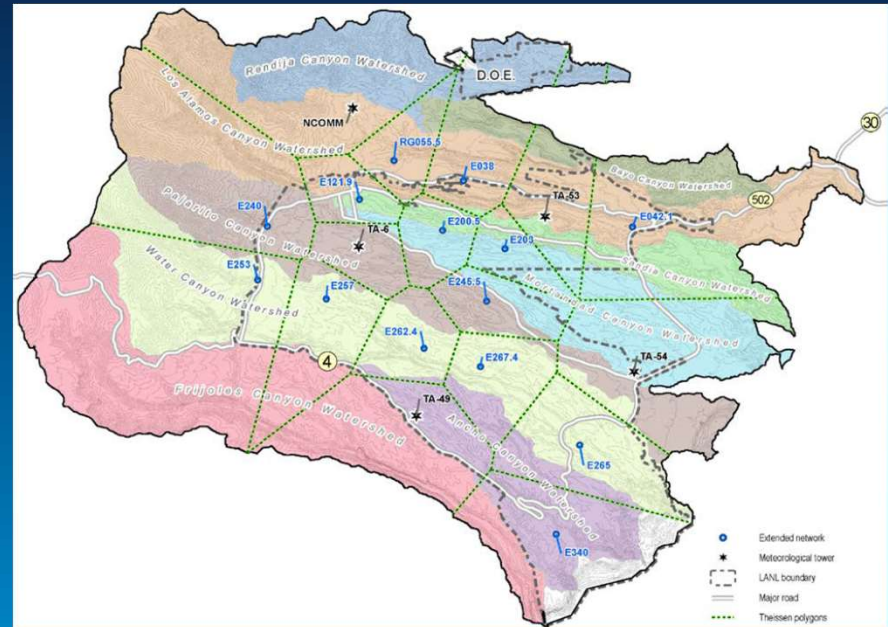 Rendija Canyon Watershed
D.O.E.
Los Alamos Canyon Watershed
NCOMM
RG055.5
30
E038
Bayo Canyon Watershed
E121.9
TA-53
502
Pajarito Canyon Watershed
E240
E200.5
E042.1
TA-6
E203
Sandia Canyon Watershed
Water Canyon Watershed
E253
E257
E245.5
Mortandad Canyon Watershed
E262.4
4
E267.4
TA-54
Frijoles Canyon Watershed
TA-49
Ancho Canyon Watershed
E265
E340
Extended network
Meteorological tower
LANL boundary
Major road
Theissen polygons